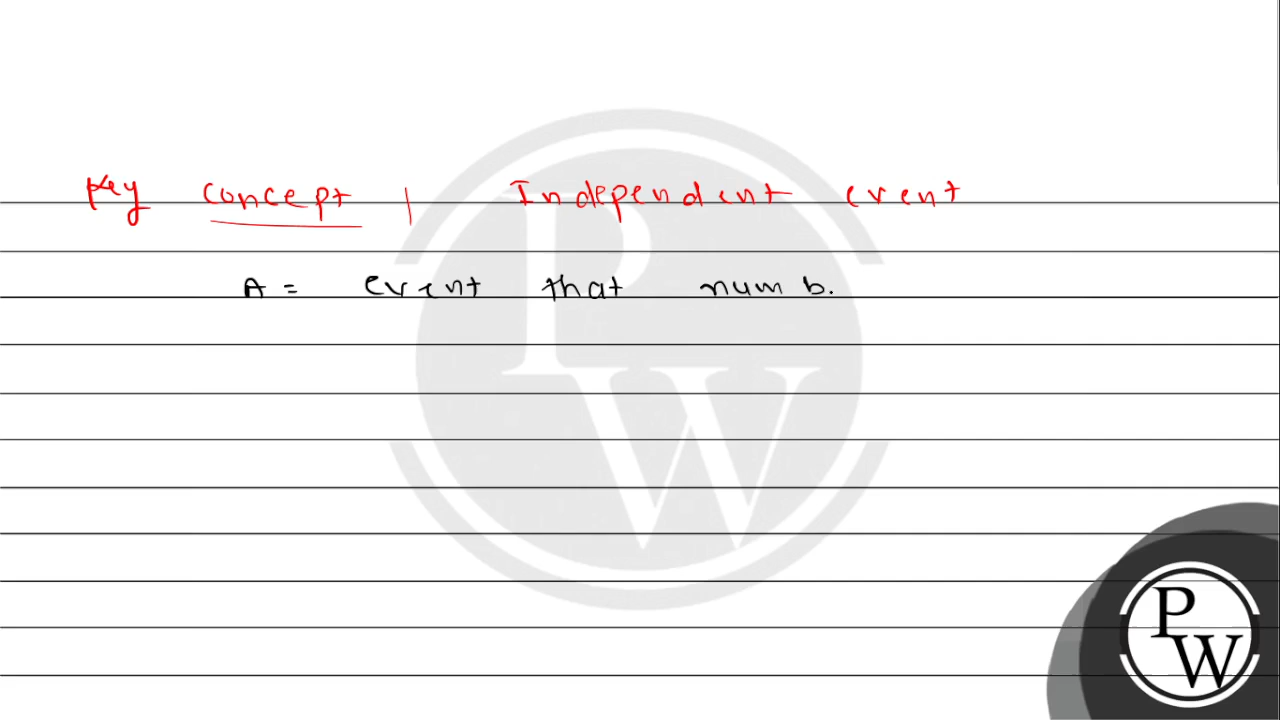 Key concept | Independent event
A = event that numb.
P
W
P
W